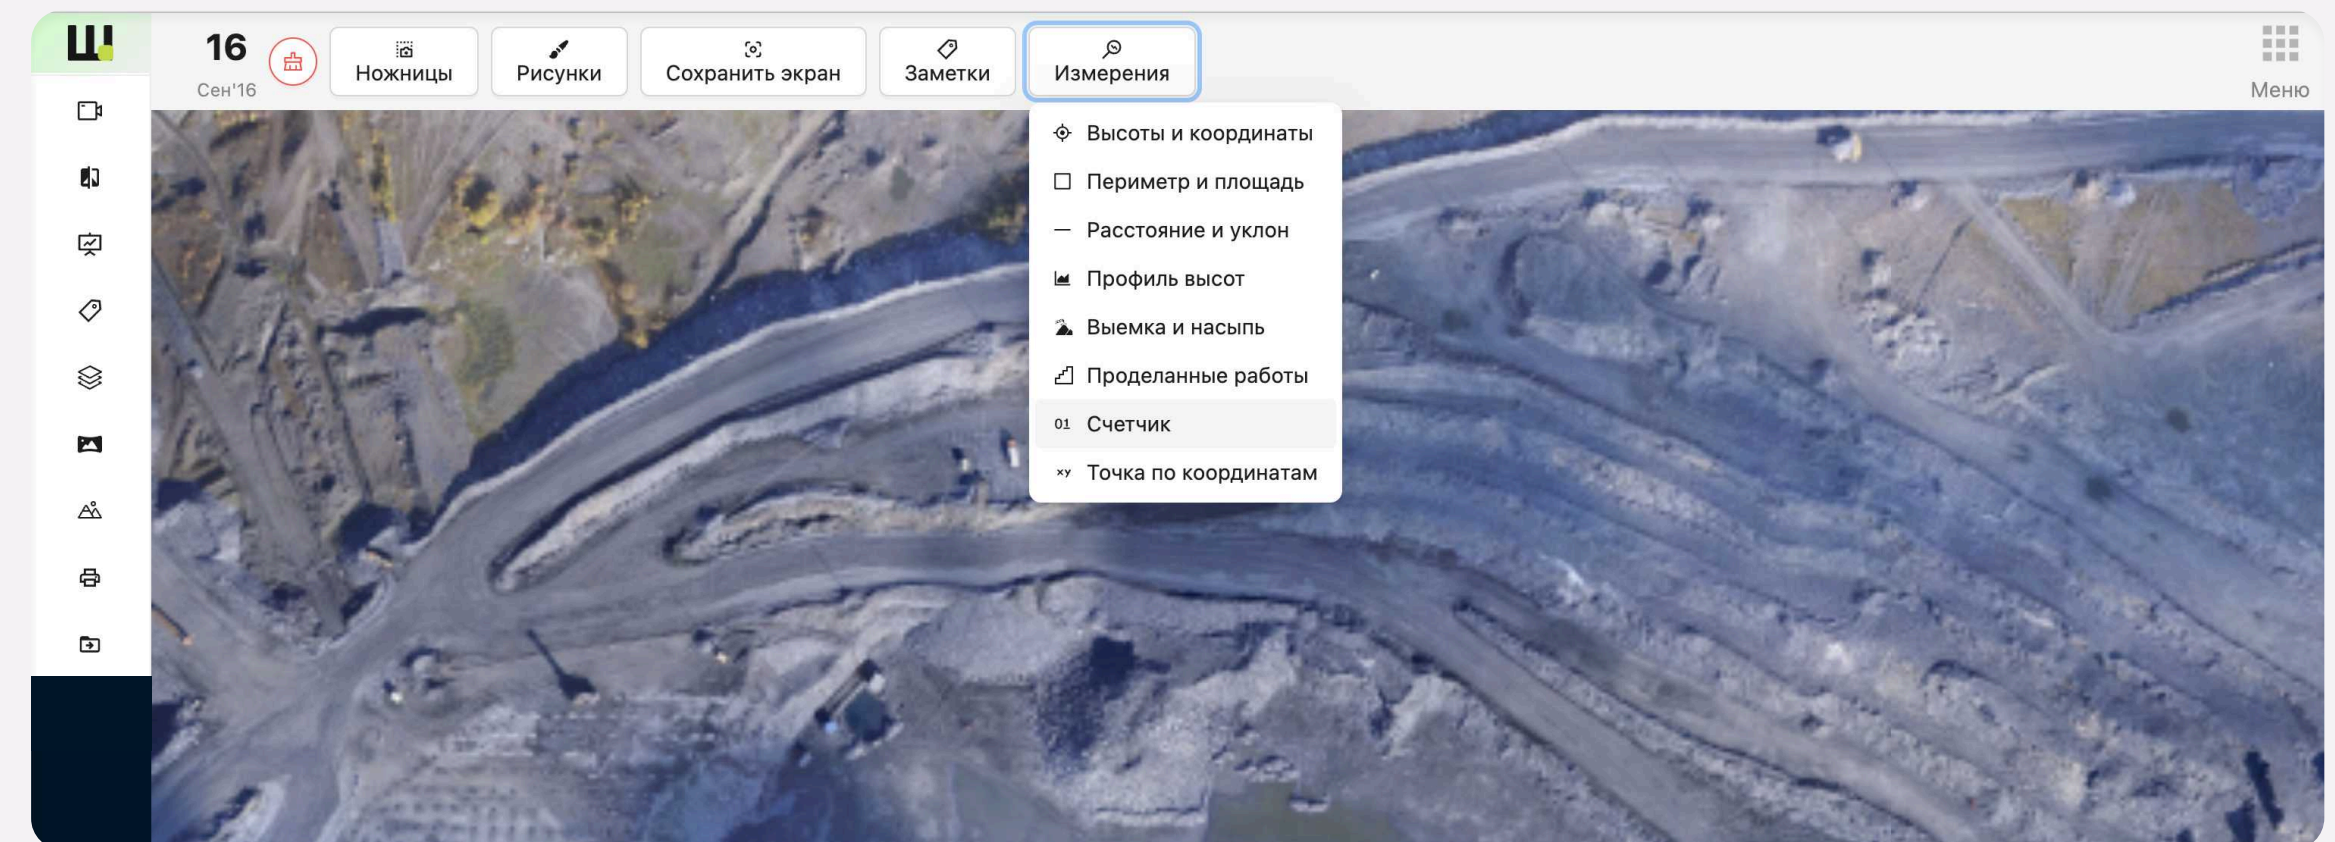 Ш
16
Сен'16
Ножницы
Рисунки
Сохранить экран
Заметки
Измерения
Меню
Высоты и координаты
Периметр и площадь
Расстояние и уклон
Профиль высот
Выемка и насыпь
Проделанные работы
01 Счетчик
xy Точка по координатам